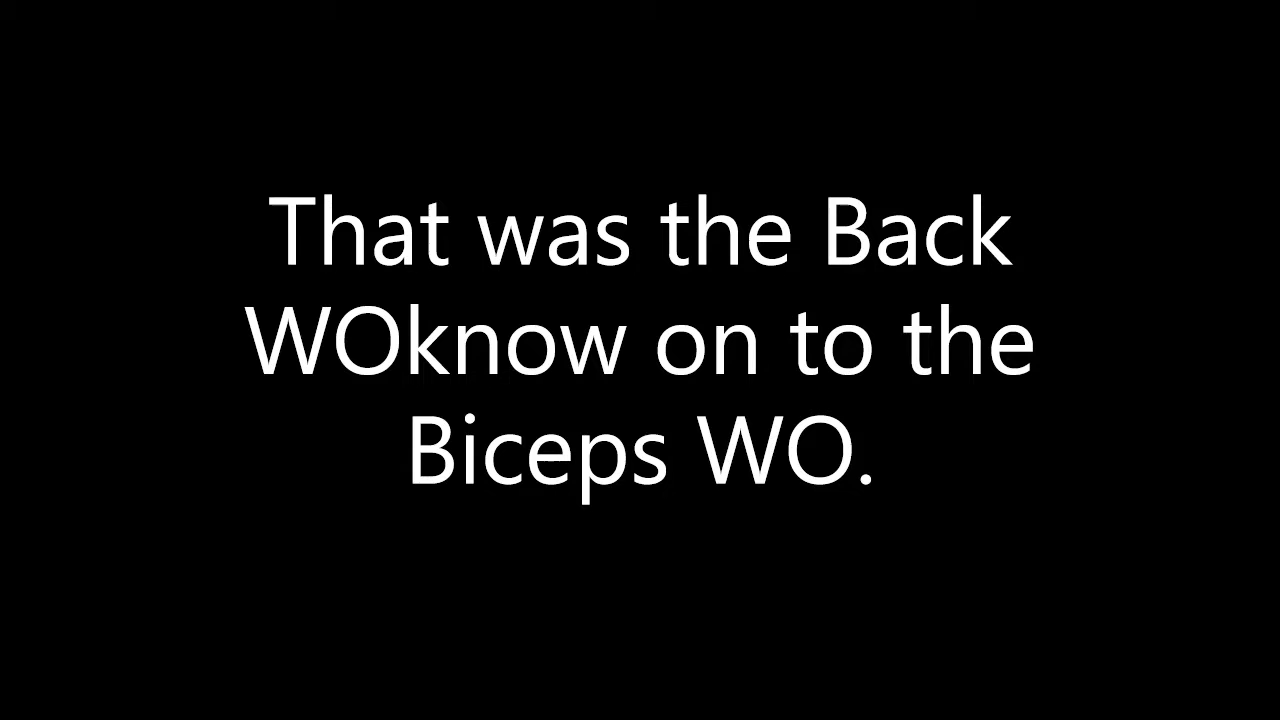 That was the Back
WOknow on to the
Biceps WO.